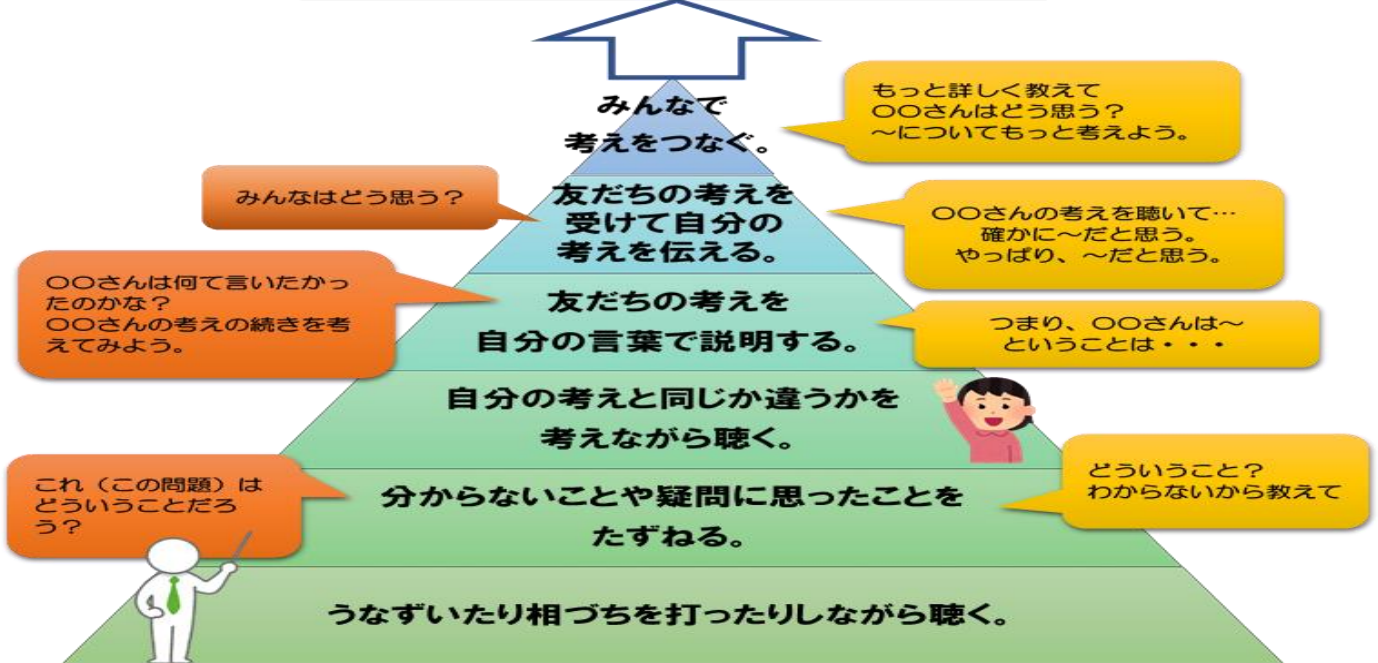 みんなで
考えをつなぐ。
もっと詳しく教えて
〇〇さんはどう思う？
～についてもっと考えよう。
みんなはどう思う？
友だちの考えを
受けて自分の
考えを伝える。
〇〇さんの考えを聴いて…
確かに～だと思う。
やっぱり、～だと思う。
〇〇さんは何て言いたかっ
たのかな？
〇〇さんの考えの続きを考
えてみよう。
友だちの考えを
自分の言葉で説明する。
つまり、〇〇さんは～
ということは・・・
自分の考えと同じか違うかを
考えながら聴く。
これ（この問題）は
どういうことだろ
う？
分からないことや疑問に思ったことを
たずねる。
どういうこと？
わからないから教えて
うなずいたり相づちを打ったりしながら聴く。